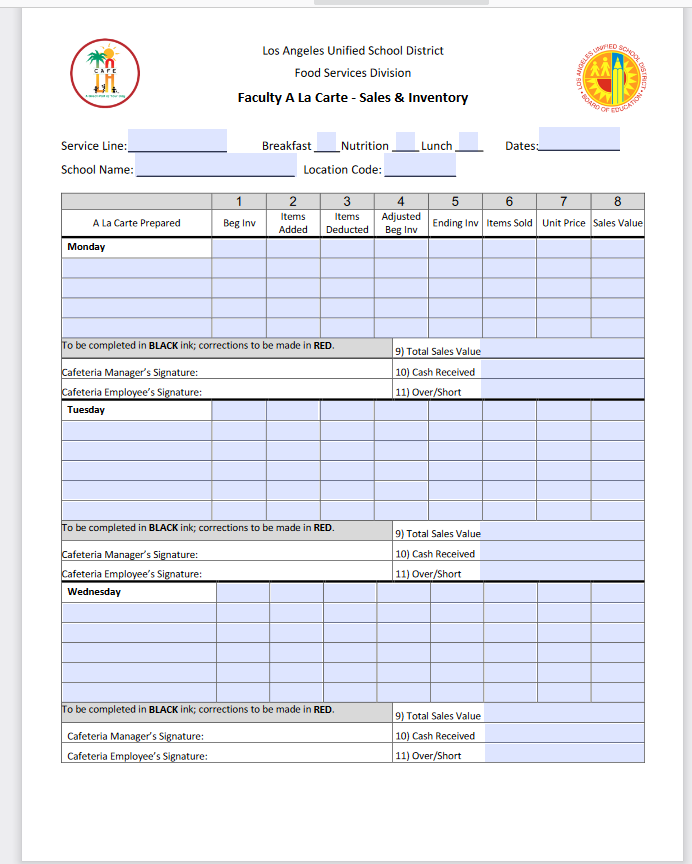 Los Angeles Unified School District
Food Services Division
Faculty A La Carte - Sales & Inventory
CAFE
LA
LOS ANGELES UNIFIED SCHOOL DISTRICT
BOARD OF EDUCATION
Service Line: Breakfast Nutrition Lunch Dates:
School Name: Location Code:
1 2 3 4 5 6 7 8
A La Carte Prepared Beg Inv Items Added Items Deducted Adjusted Beg Inv Ending Inv Items Sold Unit Price Sales Value
Monday
To be completed in BLACK ink; corrections to be made in RED. 9) Total Sales Value
Cafeteria Manager's Signature: 10) Cash Received
Cafeteria Employee's Signature: 11) Over/Short
Tuesday
To be completed in BLACK ink; corrections to be made in RED. 9) Total Sales Value
Cafeteria Manager's Signature: 10) Cash Received
Cafeteria Employee's Signature: 11) Over/Short
Wednesday
To be completed in BLACK ink; corrections to be made in RED. 9) Total Sales Value
Cafeteria Manager's Signature: 10) Cash Received
Cafeteria Employee's Signature: 11) Over/Short